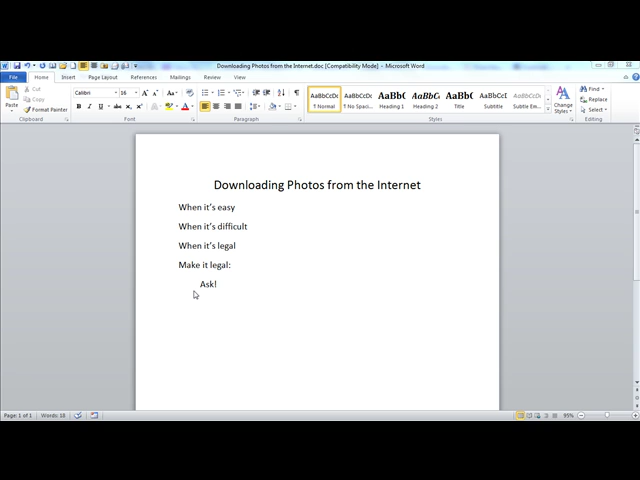 Downloading Photos from the Internet.doc [Compatibility Mode] - Microsoft Word
File Home Insert Page Layout References Mailings Review View
Cut
Copy
Format Painter
Paste
Clipboard
Calibri 16
Font
Paragraph
AaBbCcDc AaBbCcDc AaBbC AaBbCc AaBbC AaBbCcI AaBbCcDc
¶ Normal ¶ No Spaci... Heading 1 Heading 2 Title Subtitle Subtle Em...
Change Styles
Styles
Find
Replace
Select
Editing
Downloading Photos from the Internet
When it's easy
When it's difficult
When it's legal
Make it legal:
Ask!
Page: 1 of 1 Words: 18 95%